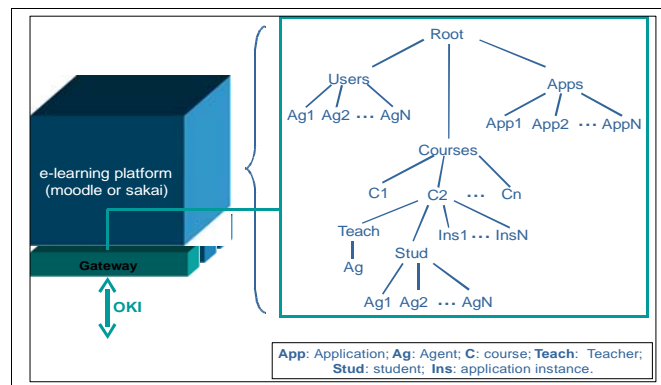 Root
Users
Apps
Ag1 Ag2 ••• AgN
App1 App2 ... AppN
Courses
e-learning platform
(moodle or sakai)
C1 C2 ... Cn
Teach Ins1 ... InsN
Gateway
Ag
Stud
OKI
Ag1 Ag2 ... AgN
App: Application; Ag: Agent; C: course; Teach: Teacher;
Stud: student; Ins: application instance.